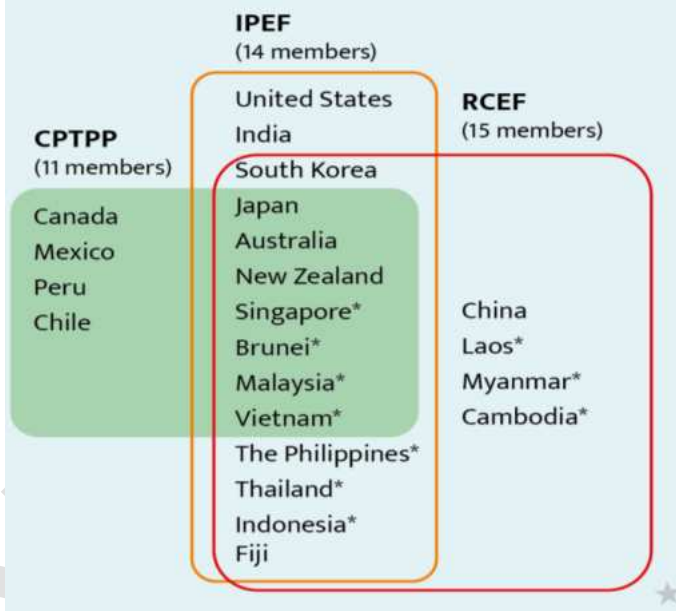 IPEF
(14 members)
United States
India
South Korea
Japan
Australia
New Zealand
Singapore*
Brunei*
Malaysia*
Vietnam*
The Philippines*
Thailand*
Indonesia*
Fiji
CPTPP
(11 members)
Canada
Mexico
Peru
Chile
RCEF
(15 members)
China
Laos*
Myanmar*
Cambodia*